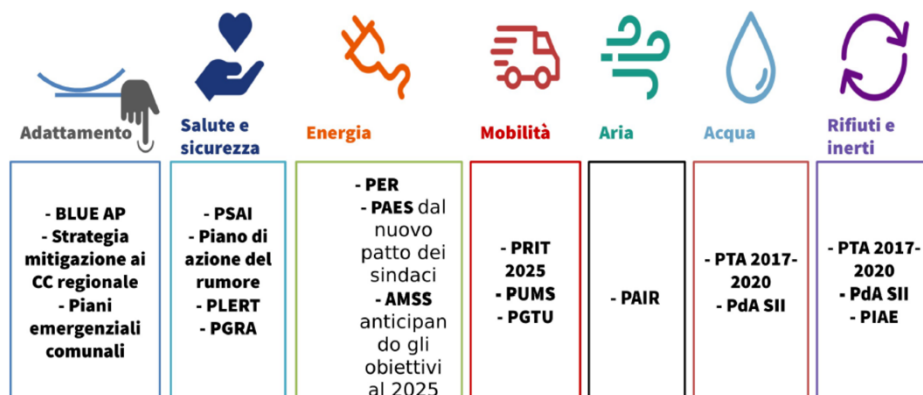 Adattamento
Salute e
sicurezza
Energia
Mobilità
Aria
Acqua
Rifiuti e
inerti
- BLUE AP
- Strategia
mitigazione ai
CC regionale
- Piani
emergenziali
comunali
- PSAI
- Piano di
azione del
rumore
- PLERT
- PGRA
- PER
- PAES dal
nuovo
patto dei
sindaci
- AMSS
anticipan
do gli
obiettivi
al 2025
- PRIT
2025
- PUMS
- PGTU
- PAIR
- PTA 2017-
2020
- PdA SII
- PTA 2017-
2020
- PdA SII
- PIAE